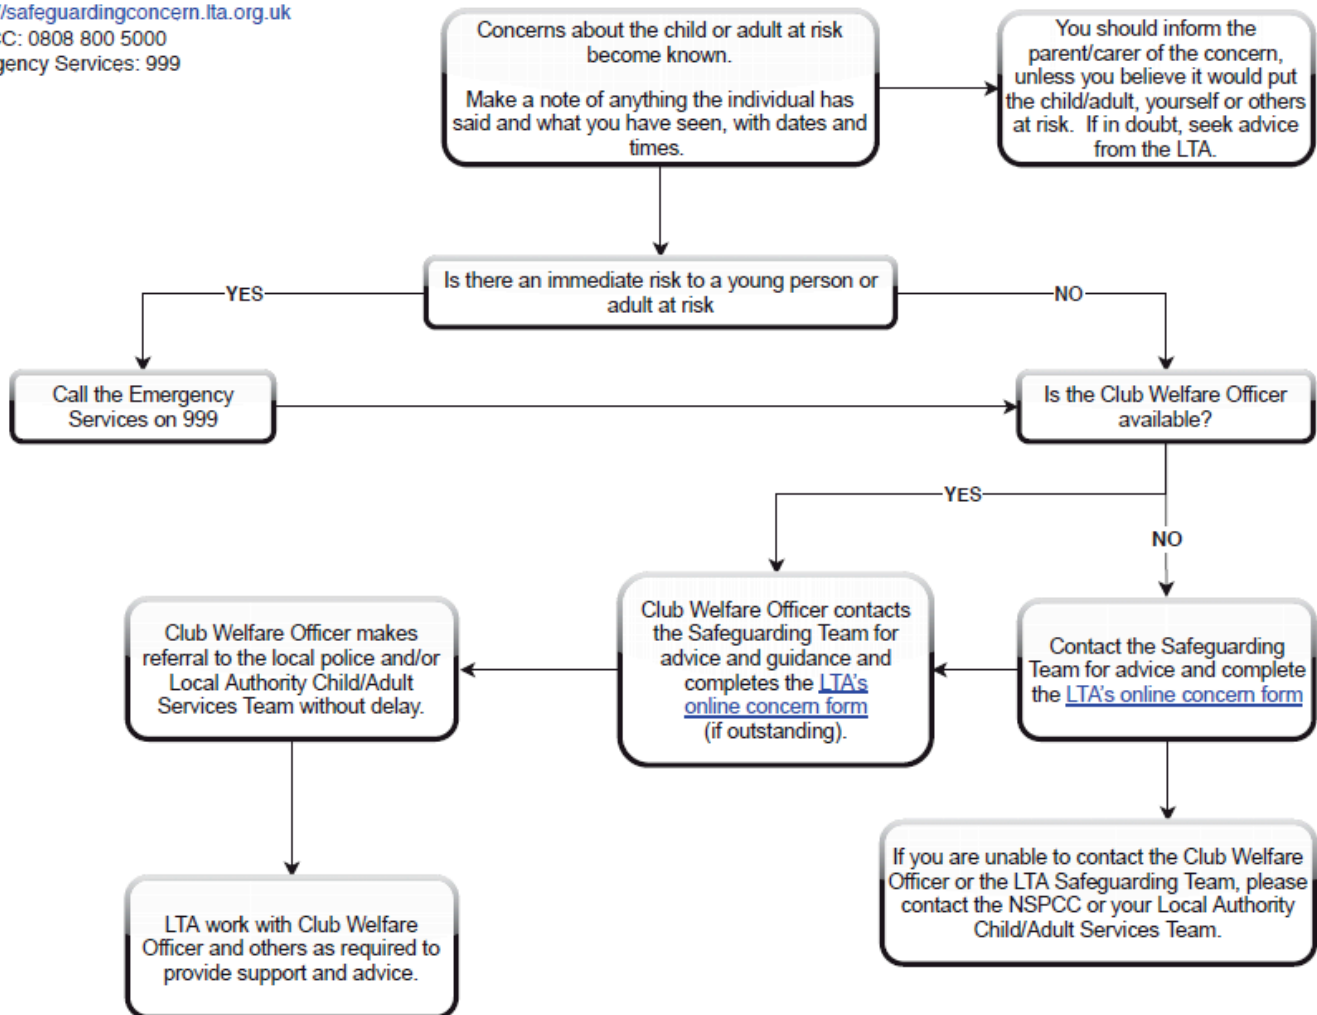 //safeguardingconcern.lta.org.uk
CC: 0808 800 5000
gency Services: 999
Concerns about the child or adult at risk
become known.
Make a note of anything the individual has
said and what you have seen, with dates and
times.
You should inform the
parent/carer of the concern,
unless you believe it would put
the child/adult, yourself or others
at risk. If in doubt, seek advice
from the LTA.
Is there an immediate risk to a young person or
adult at risk
YES
NO
Call the Emergency
Services on 999
Is the Club Welfare Officer
available?
YES
NO
Club Welfare Officer makes
referral to the local police and/or
Local Authority Child/Adult
Services Team without delay.
Club Welfare Officer contacts
the Safeguarding Team for
advice and guidance and
completes the LTA's
online concern form
(if outstanding).
Contact the Safeguarding
Team for advice and complete
the LTA's online concern form
LTA work with Club Welfare
Officer and others as required to
provide support and advice.
If you are unable to contact the Club Welfare
Officer or the LTA Safeguarding Team, please
contact the NSPCC or your Local Authority
Child/Adult Services Team.